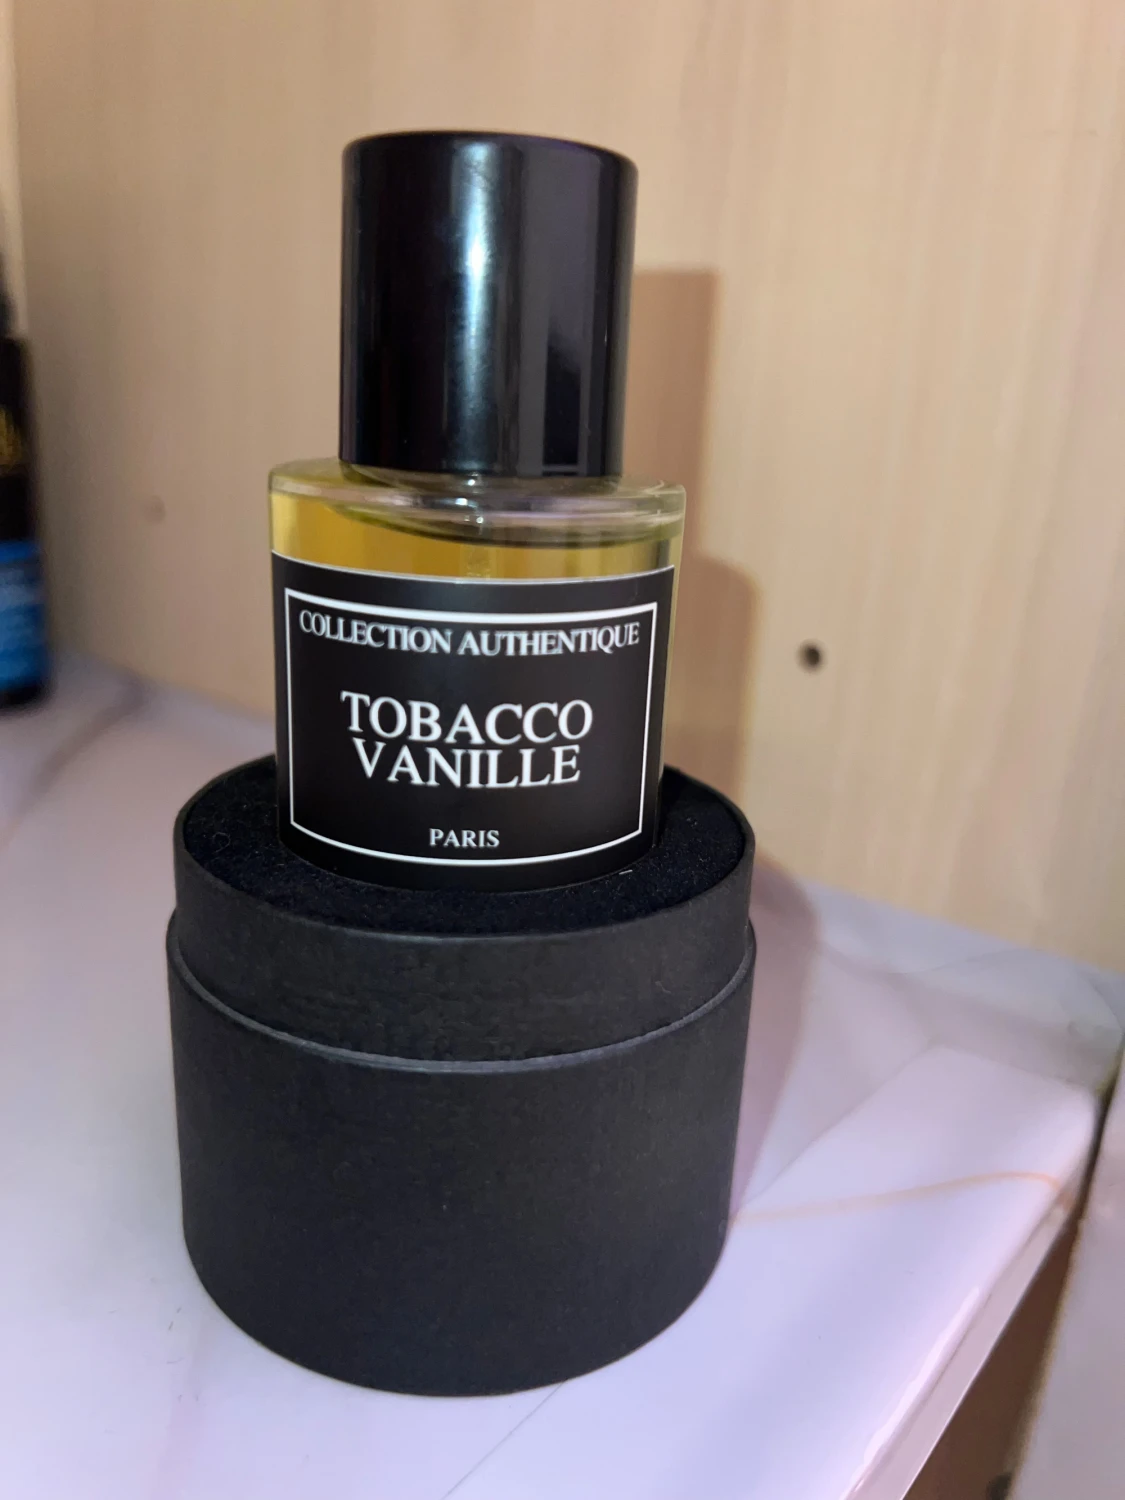 COLLECTION AUTHENTIQUE
TOBACCO
VANILLE
PARIS